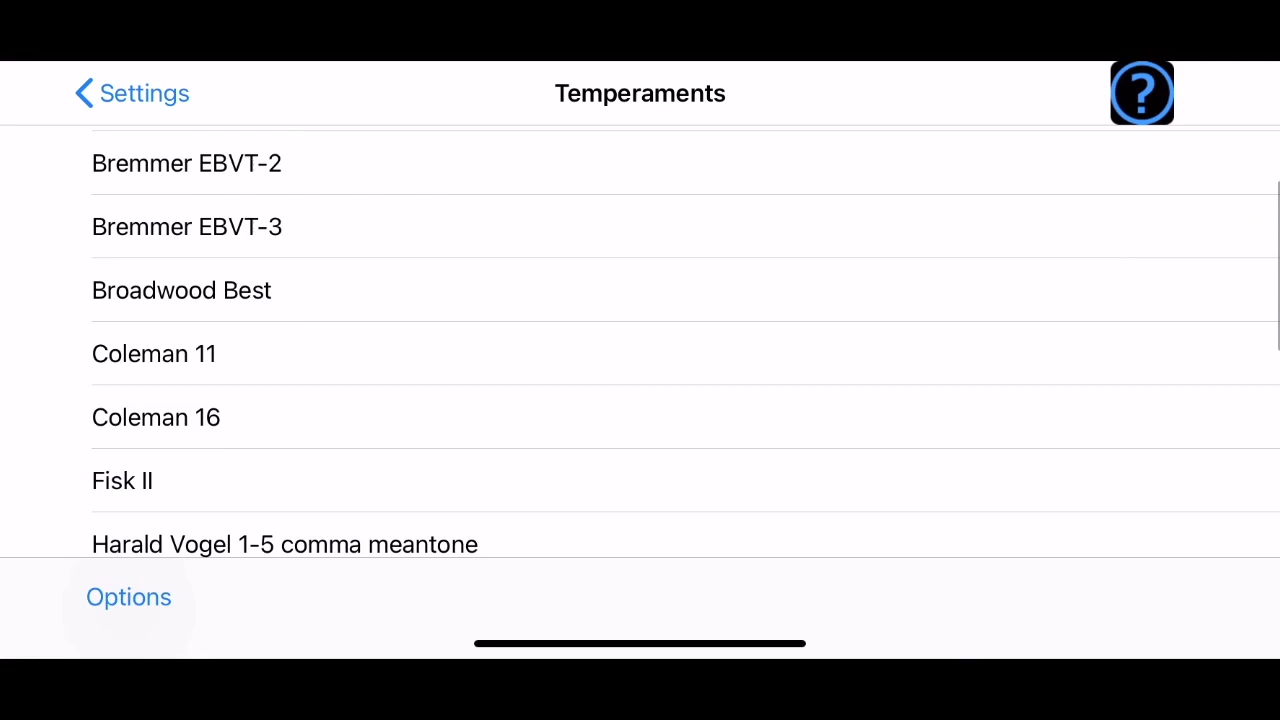 Settings
Temperaments
?
Bremmer EBVT-2
Bremmer EBVT-3
Broadwood Best
Coleman 11
Coleman 16
Fisk II
Harald Vogel 1-5 comma meantone
Options